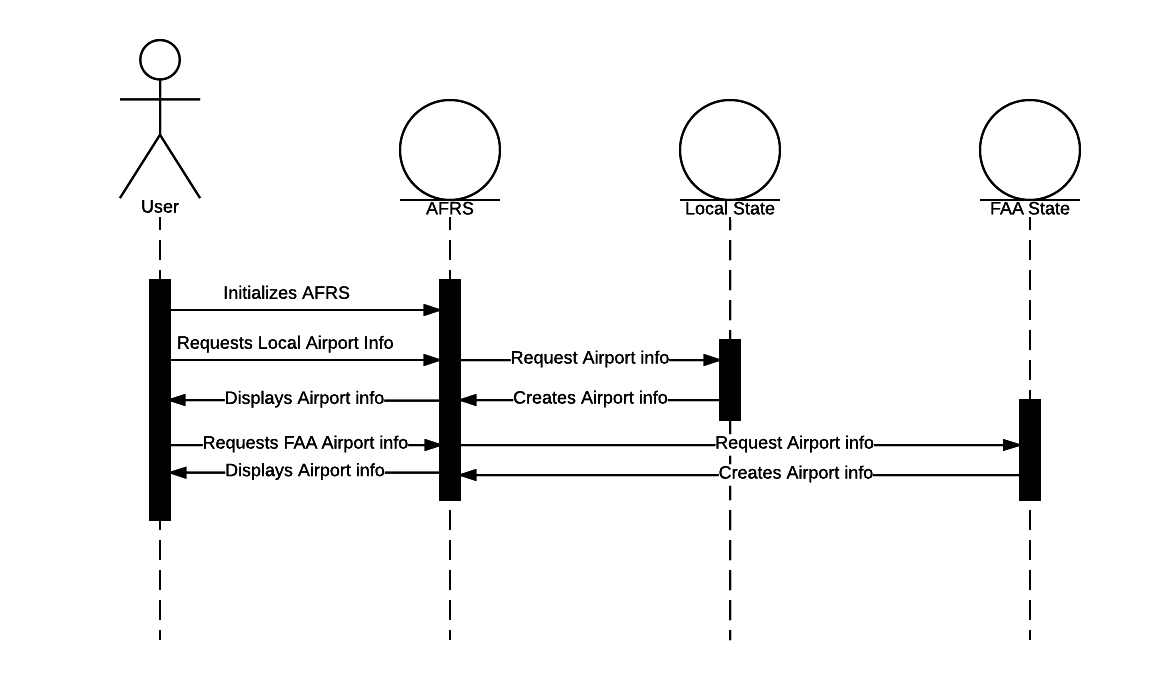 User
AFRS
Local State
FAA State
Initializes AFRS
Requests Local Airport Info
Request Airport info
Displays Airport info
Creates Airport info
Requests FAA Airport info
Request Airport info
Displays Airport info
Creates Airport info